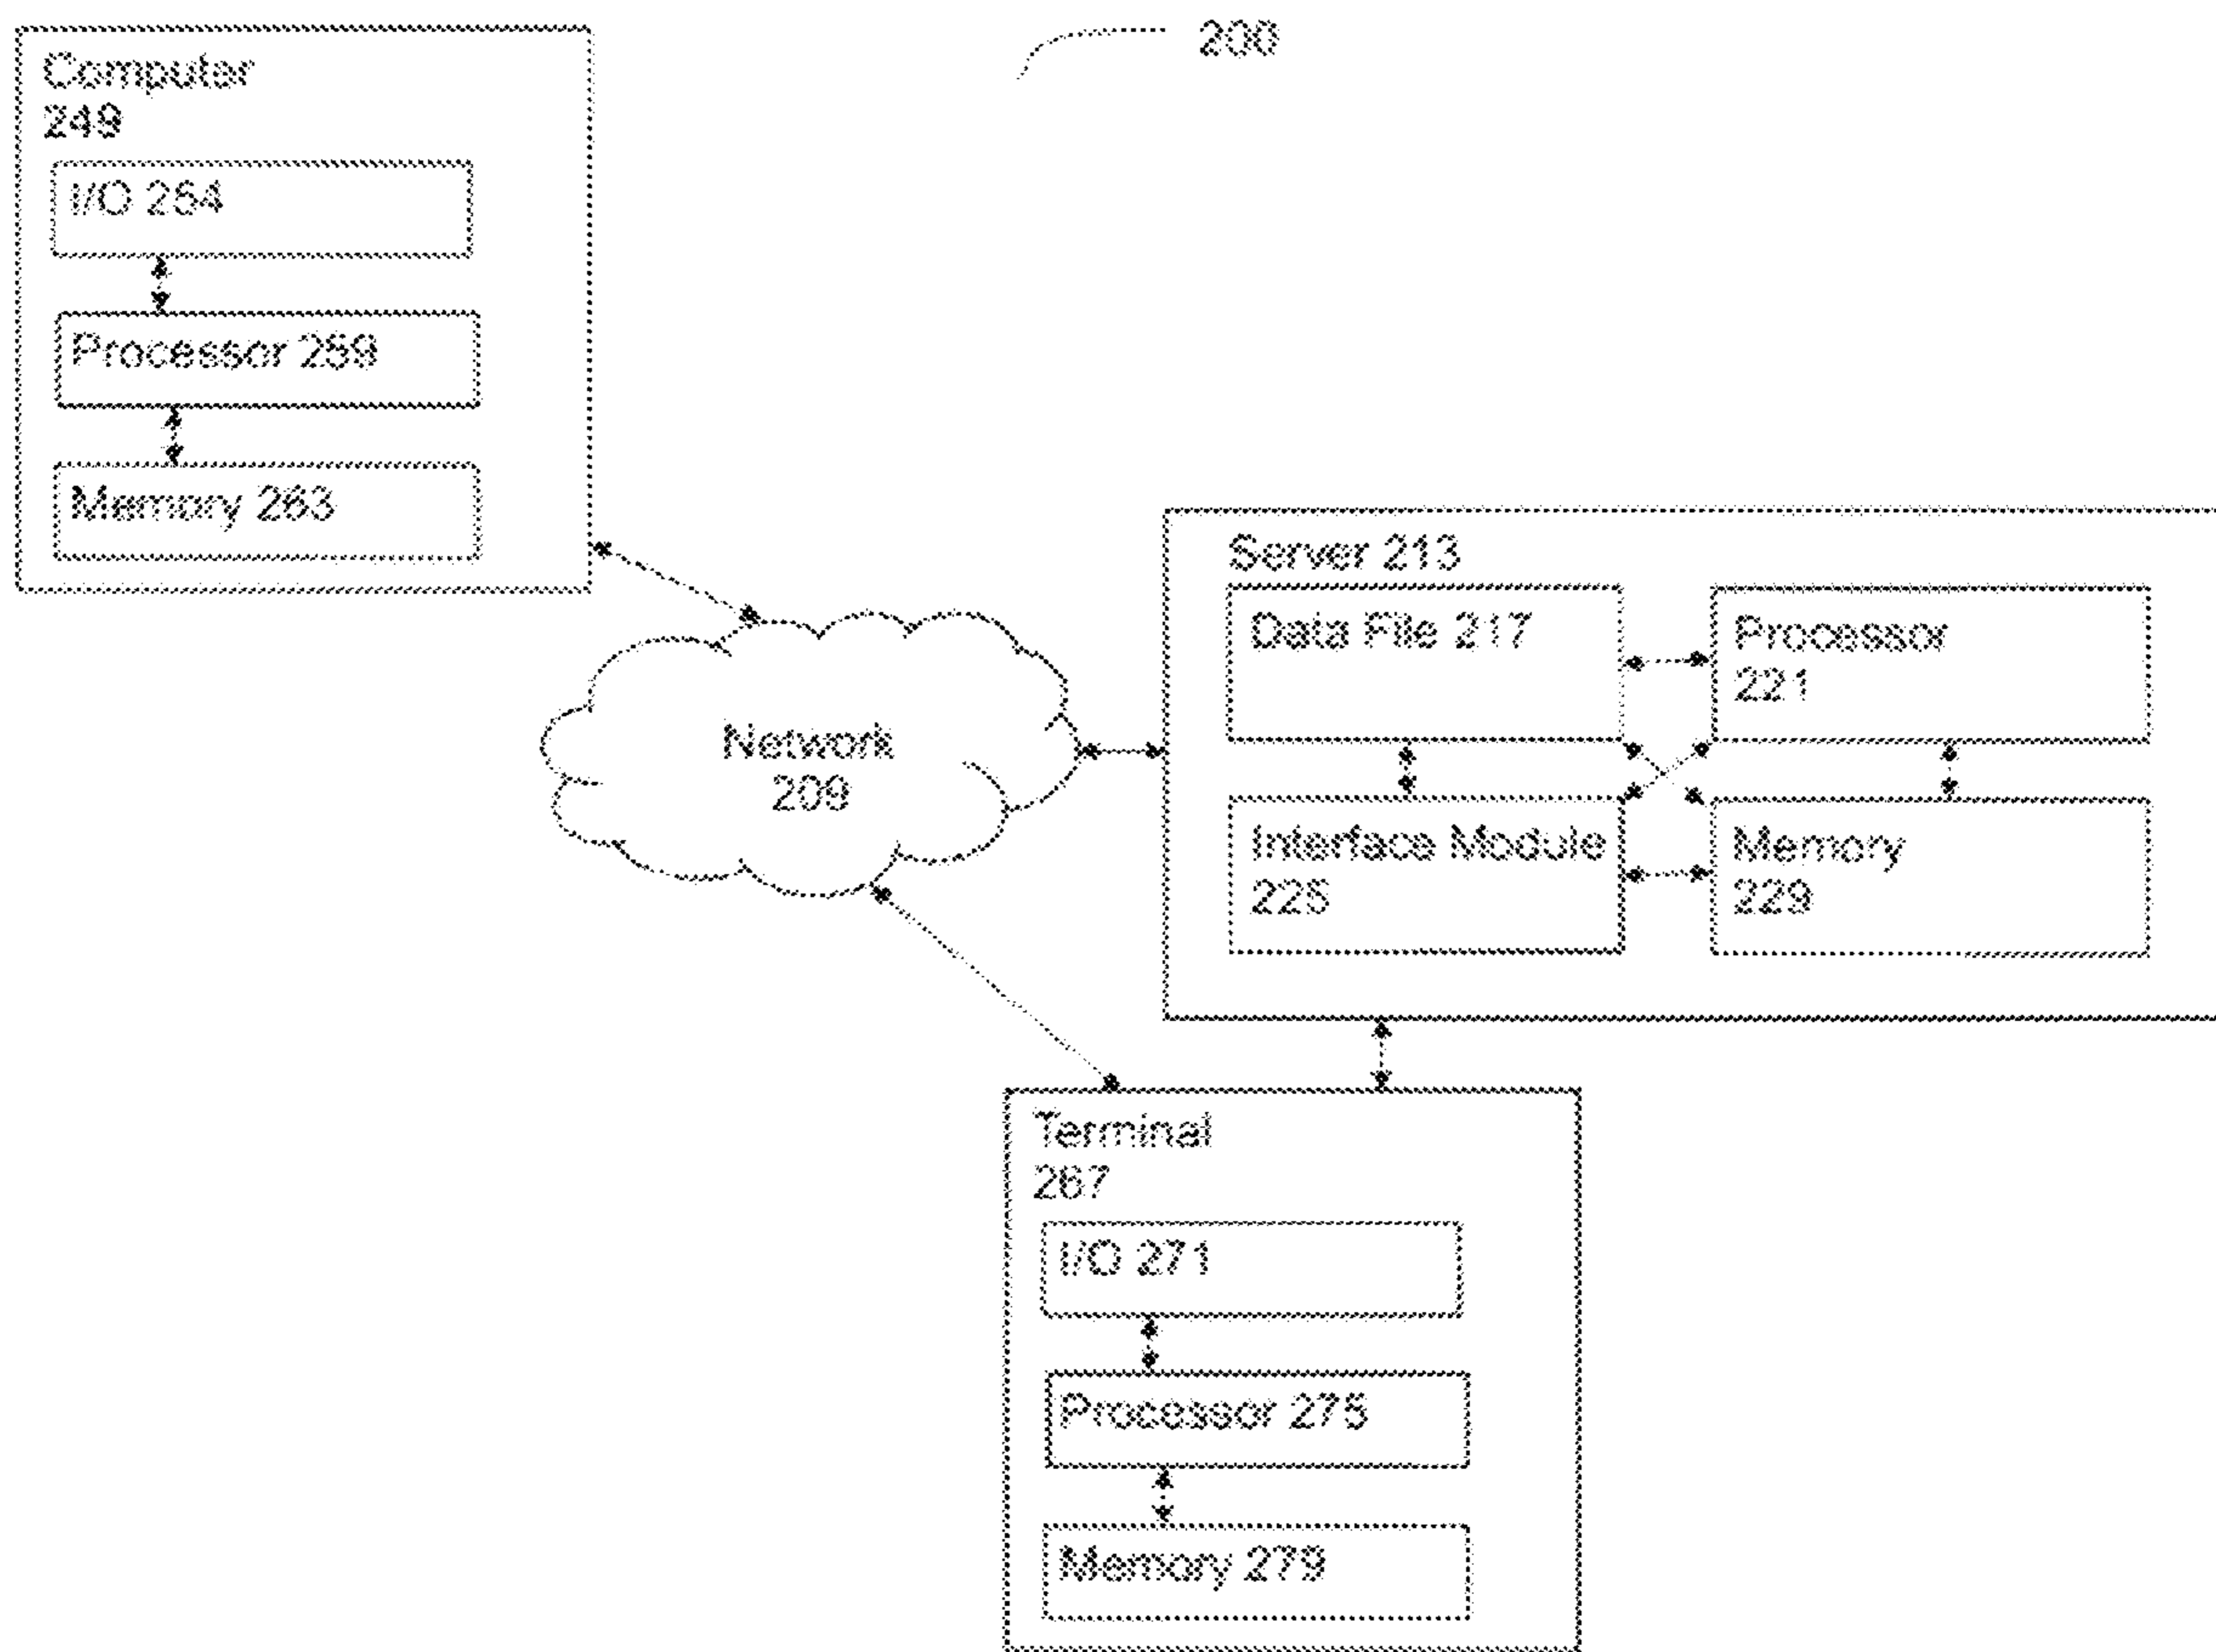 200
Computer
249
I/O 254
Processor 259
Memory 263
Network
209
Server 213
Data File 217
Processor
221
Interface Module
225
Memory
229
Terminal
267
I/O 271
Processor 275
Memory 279